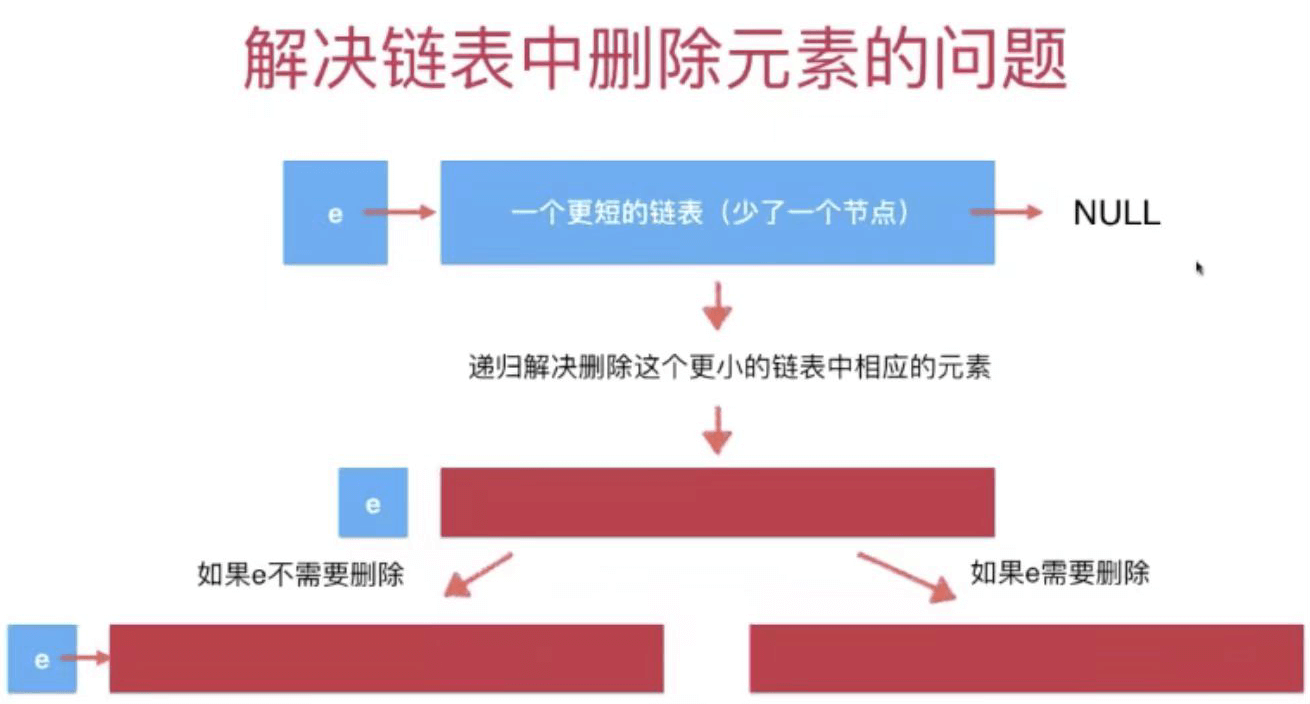 解决链表中删除元素的问题
e
一个更短的链表（少了一个节点）
NULL
递归解决删除这个更小的链表中相应的元素
e
如果e不需要删除
如果e需要删除
e